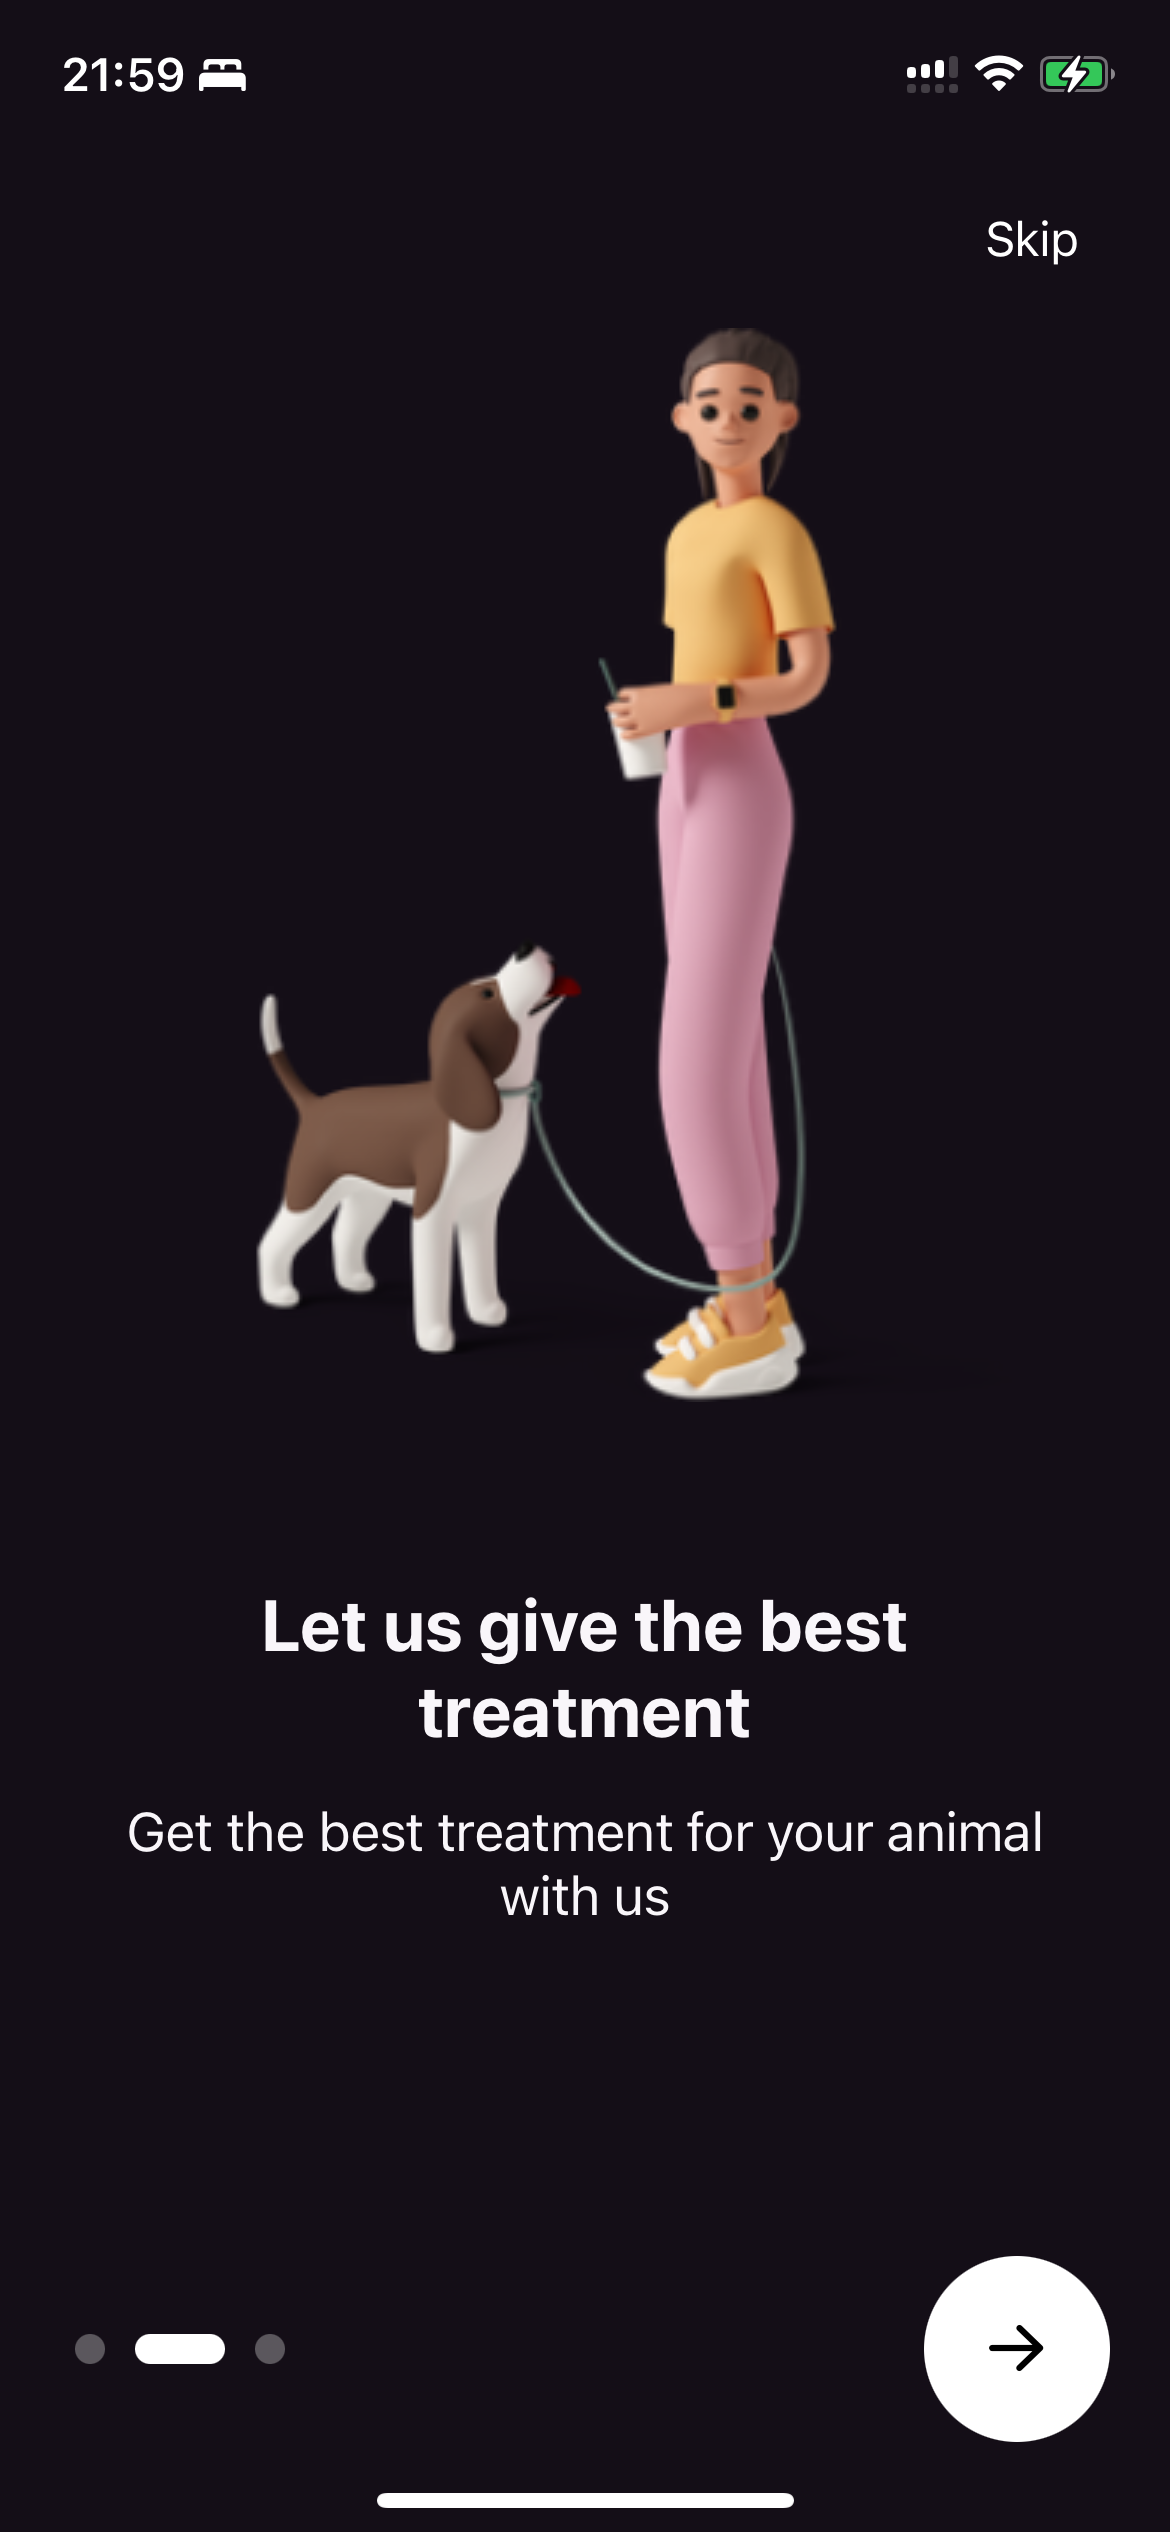 21:59
Skip
Let us give the best
treatment
Get the best treatment for your animal
with us